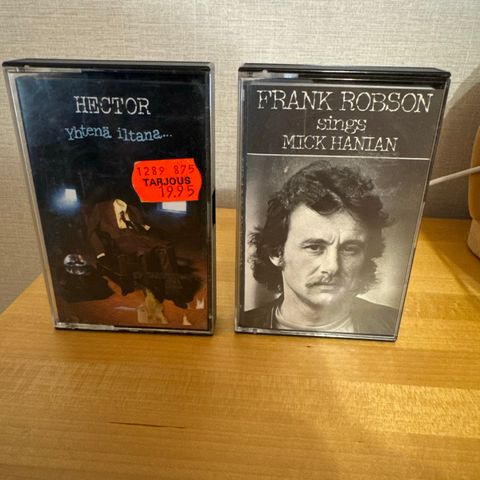 HECTOR
Yhtenä iltana...
1289 875
TARJOUS
19.95
FRANK ROBSON
sings
MICK HANIAN